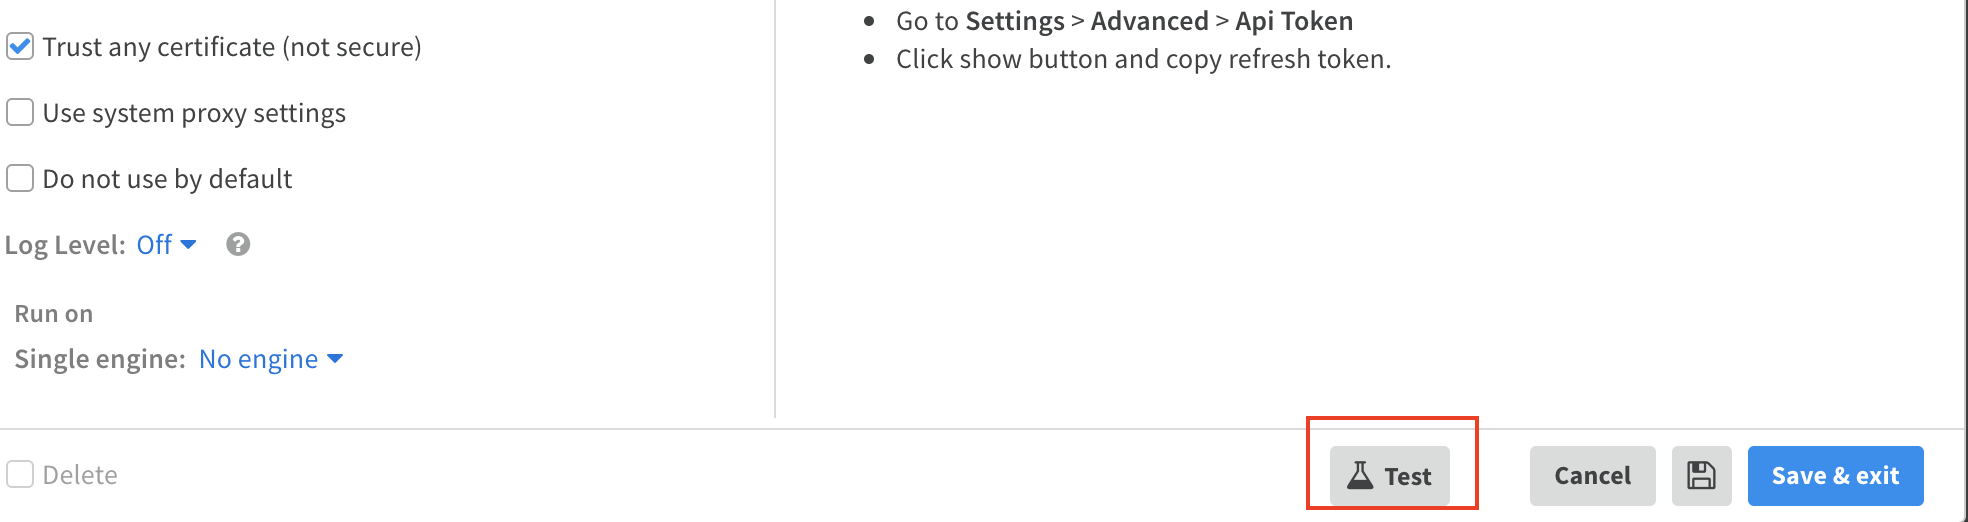 Trust any certificate (not secure)
Use system proxy settings
Do not use by default
Log Level: Off
?
Run on
Single engine: No engine
Go to Settings > Advanced > Api Token
Click show button and copy refresh token.
Delete
Test
Cancel
Save & exit